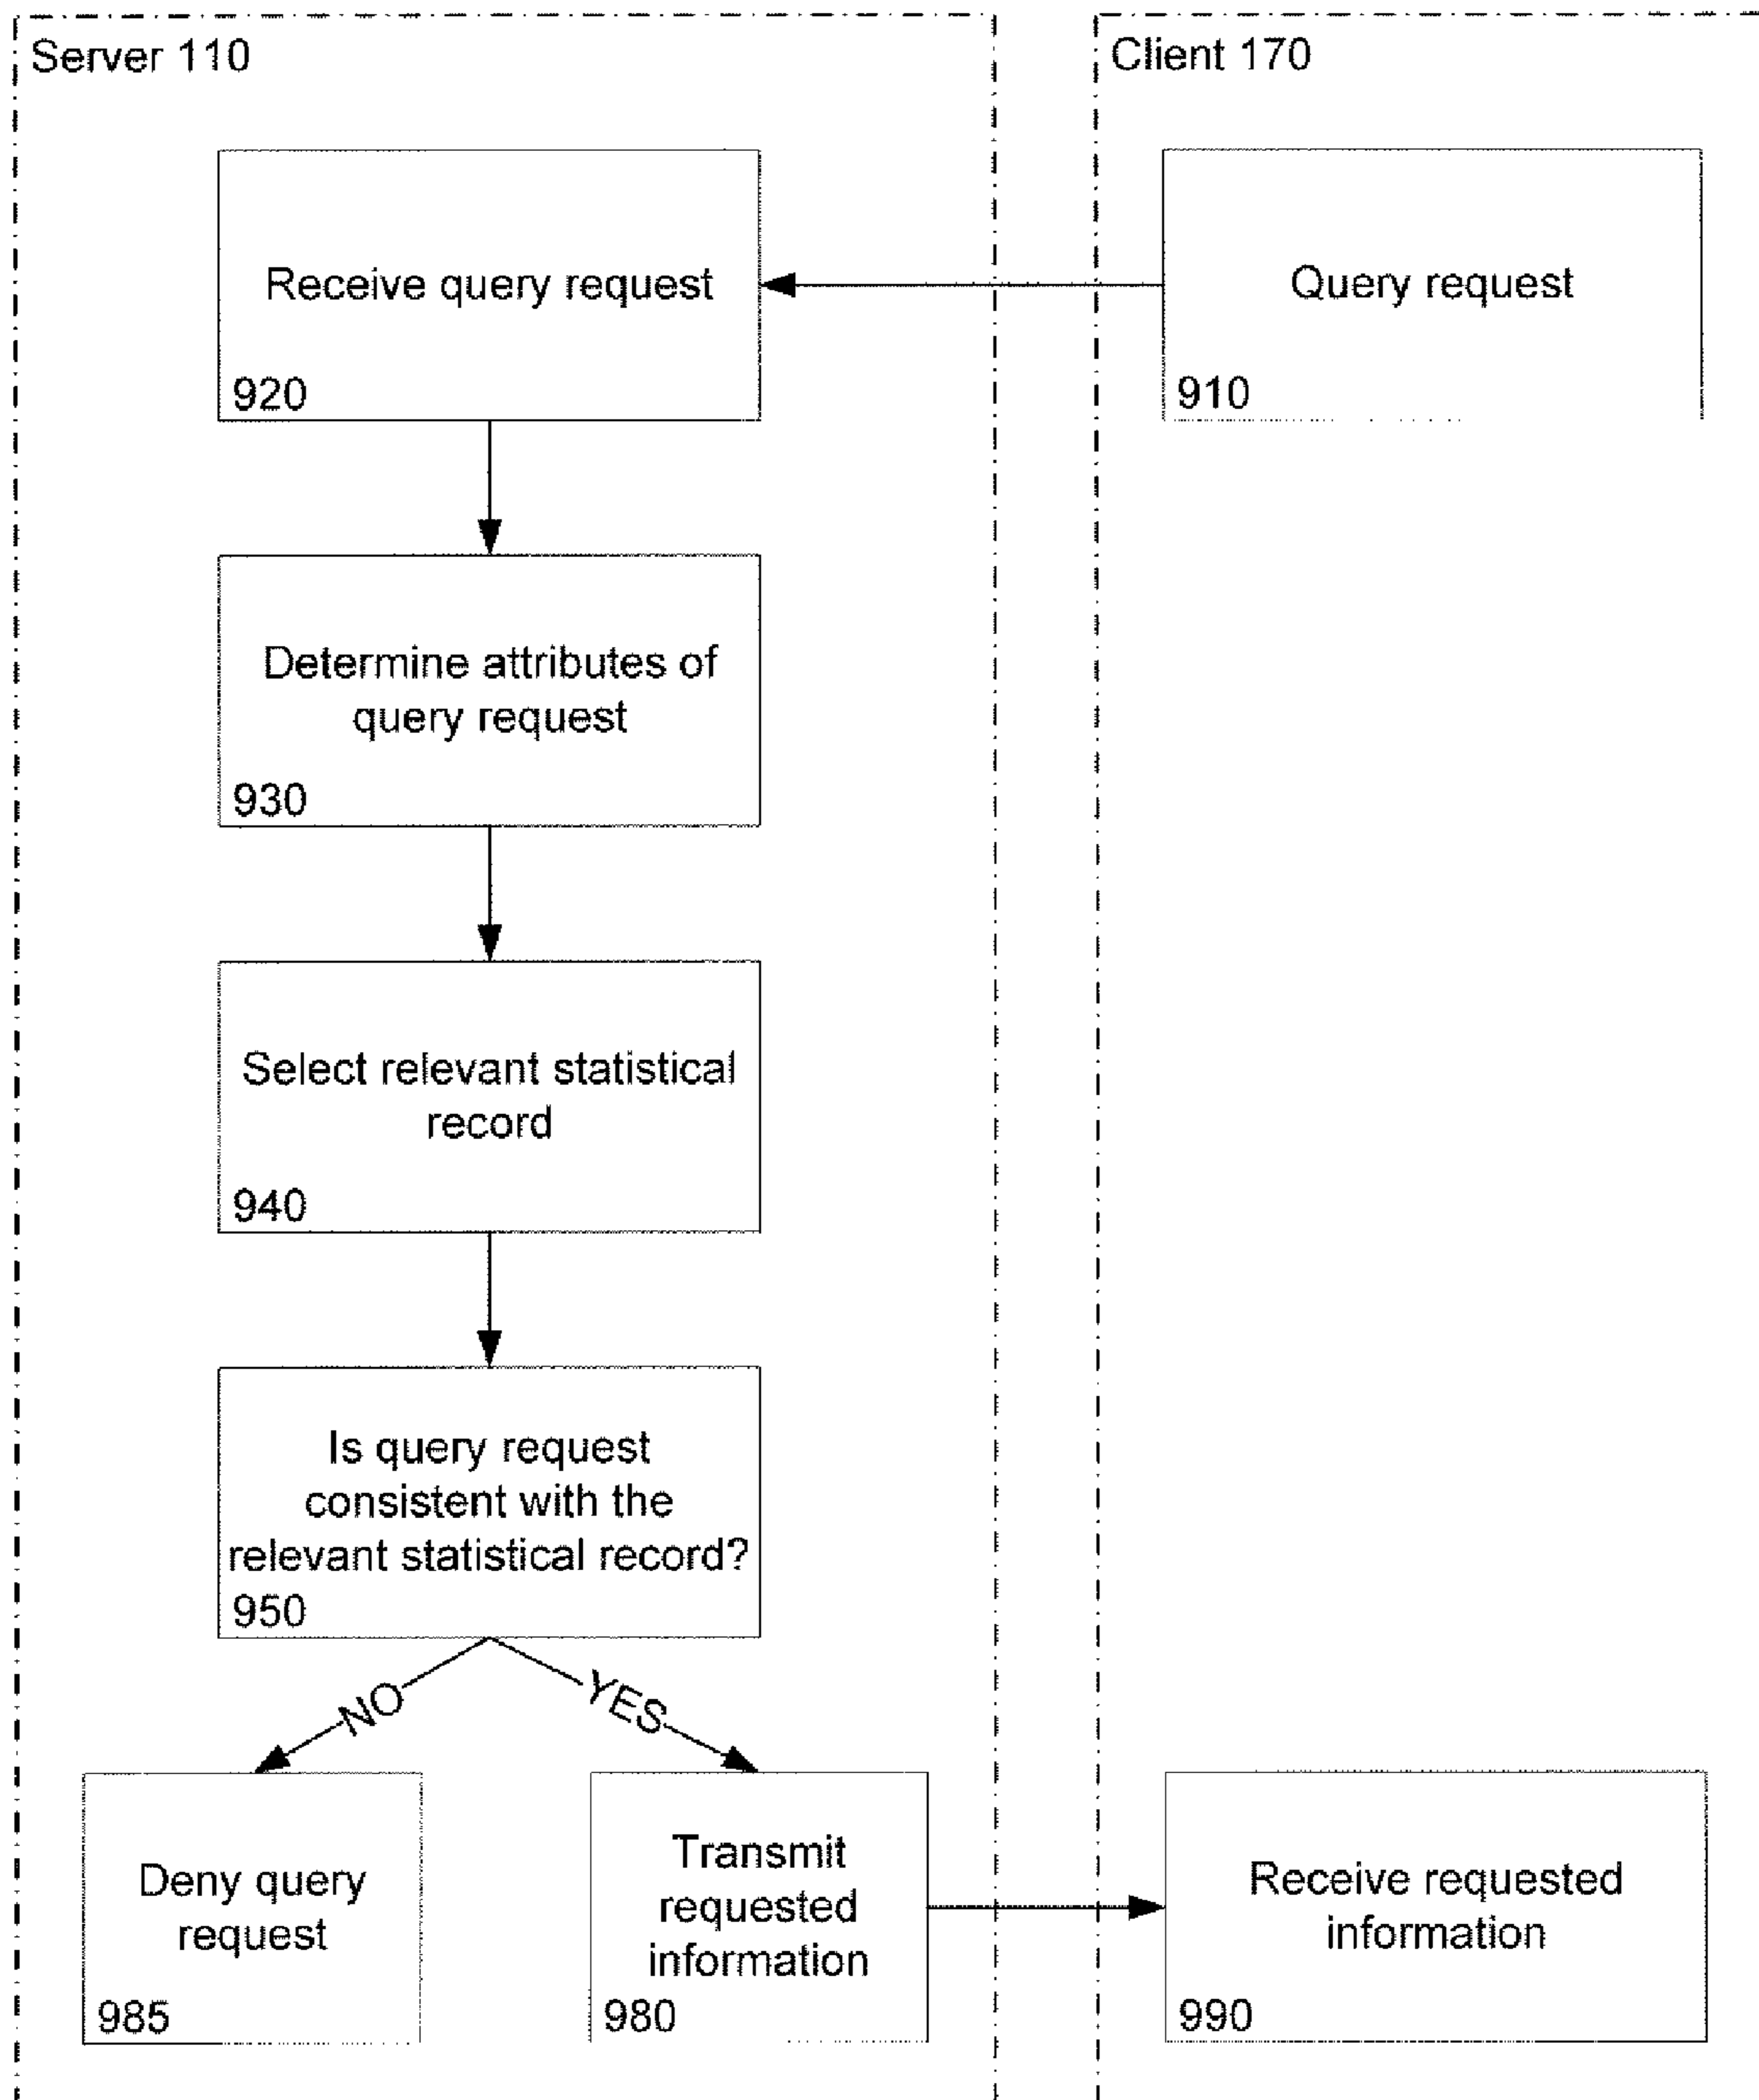 Server 110
Client 170
Receive query request
920
Query request
910
Determine attributes of
query request
930
Select relevant statistical
record
940
Is query request
consistent with the
relevant statistical record?
950
NO
YES
Deny query
request
985
Transmit
requested
information
980
Receive requested
information
990